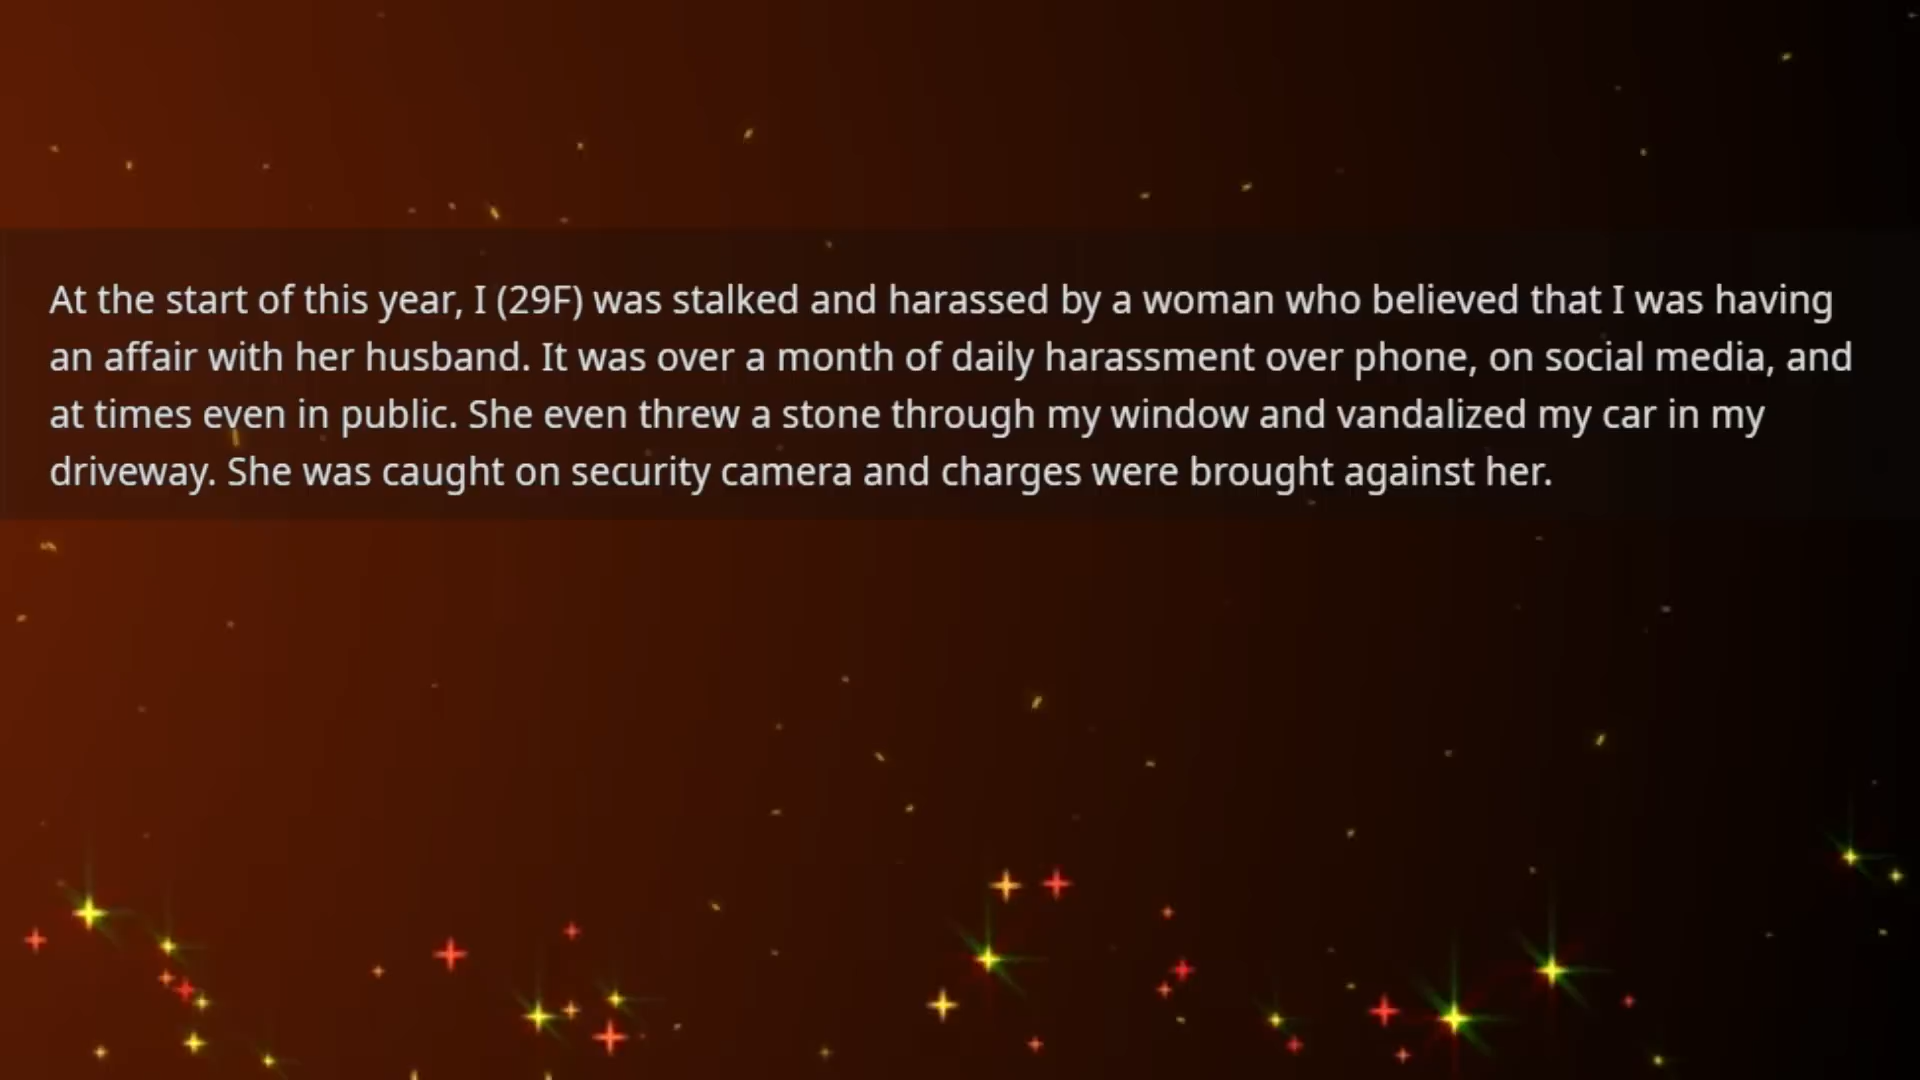 At the start of this year, I (29F) was stalked and harassed by a woman who believed that I was having
an affair with her husband. It was over a month of daily harassment over phone, on social media, and
at times even in public. She even threw a stone through my window and vandalized my car in my
driveway. She was caught on security camera and charges were brought against her.